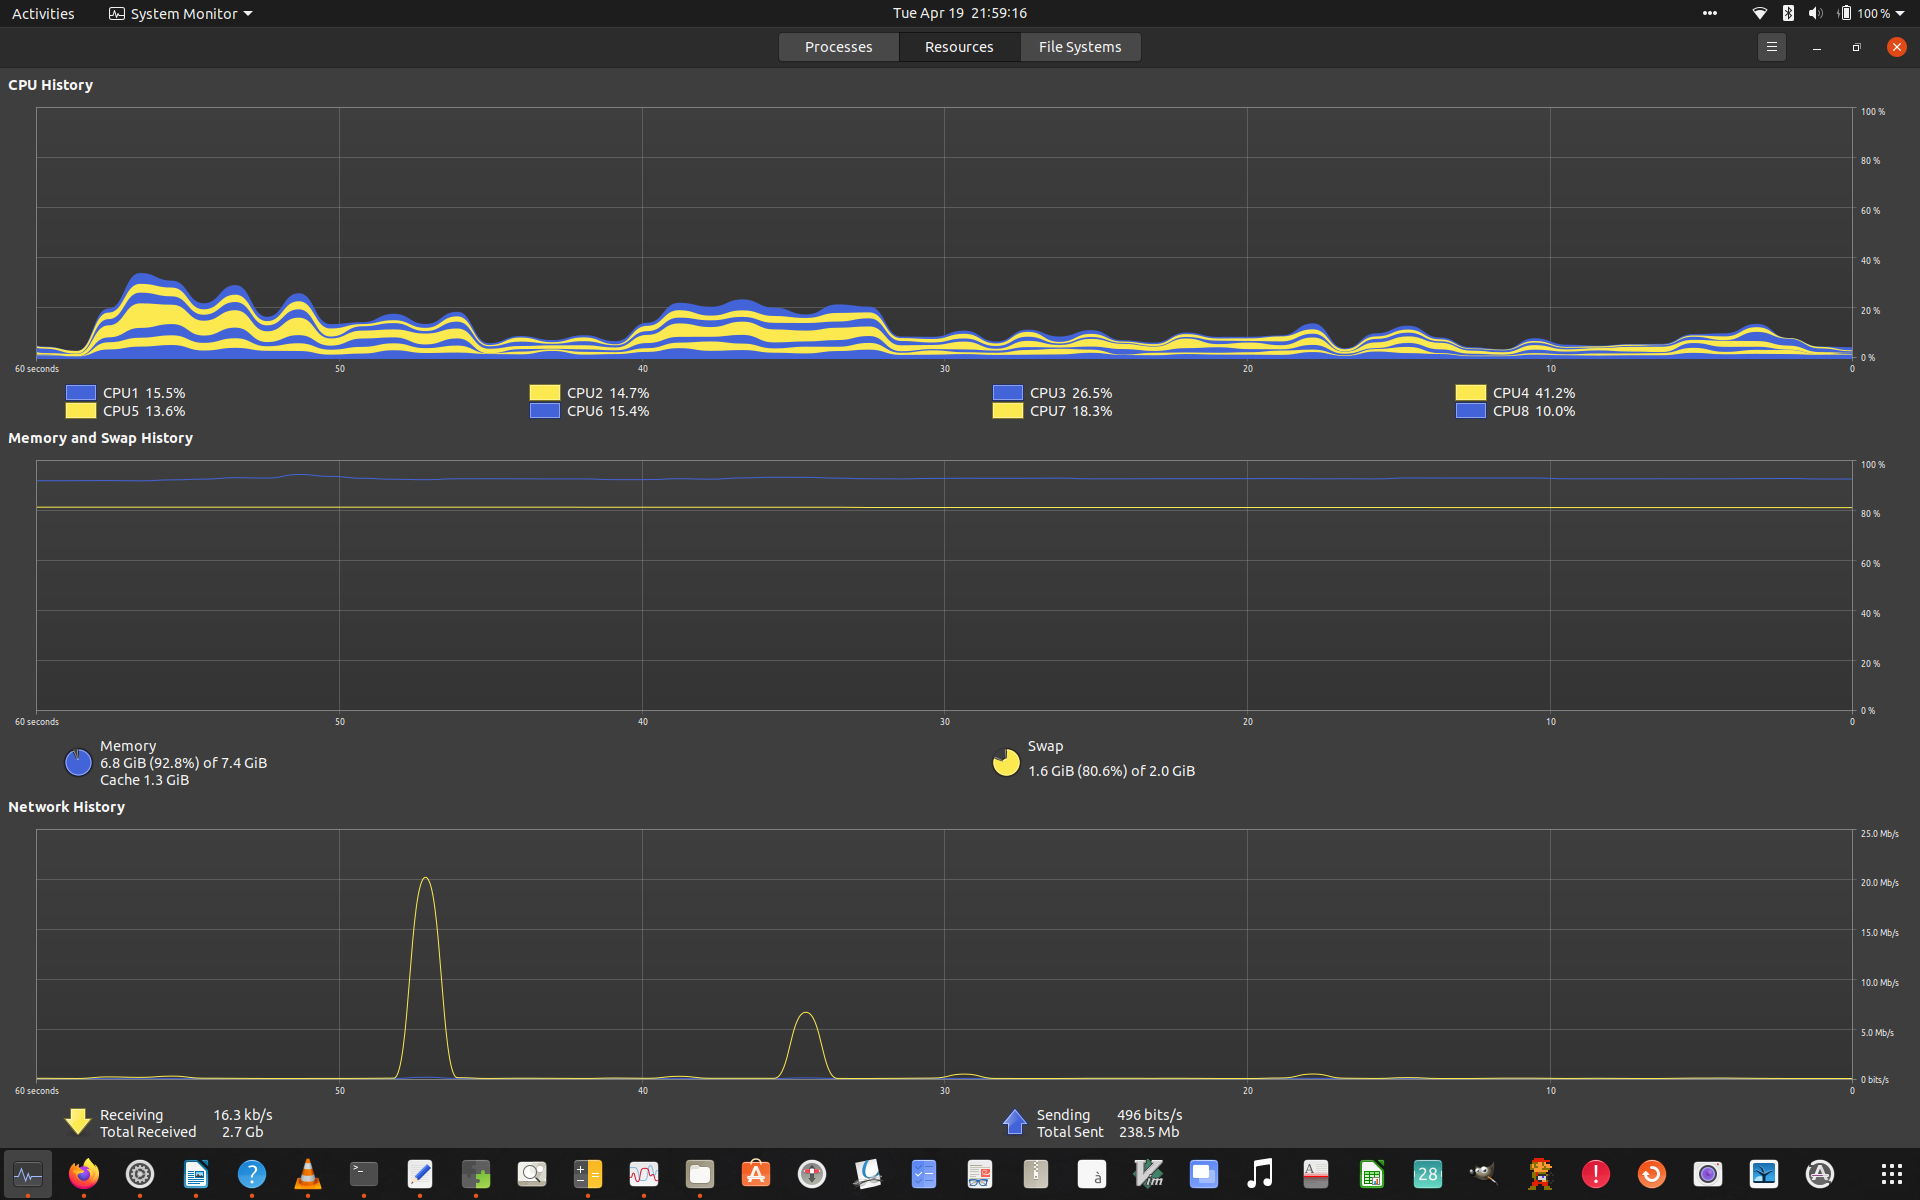 Activities System Monitor Tue Apr 19 21:59:16 100 %
Processes Resources File Systems
CPU History
100 %
80 %
60 %
40 %
20 %
0 %
60 seconds 50 40 30 20 10 0
CPU1 15.5% CPU2 14.7% CPU3 26.5% CPU4 41.2%
CPU5 13.6% CPU6 15.4% CPU7 18.3% CPU8 10.0%
Memory and Swap History
100 %
80 %
60 %
40 %
20 %
0 %
60 seconds 50 40 30 20 10 0
Memory Swap
6.8 GiB (92.8%) of 7.4 GiB 1.6 GiB (80.6%) of 2.0 GiB
Cache 1.3 GiB
Network History
25.0 Mb/s
20.0 Mb/s
15.0 Mb/s
10.0 Mb/s
5.0 Mb/s
0 bits/s
60 seconds 50 40 30 20 10 0
Receiving 16.3 kb/s Sending 496 bits/s
Total Received 2.7 Gb Total Sent 238.5 Mb
>_ ? à Vim A 28 !